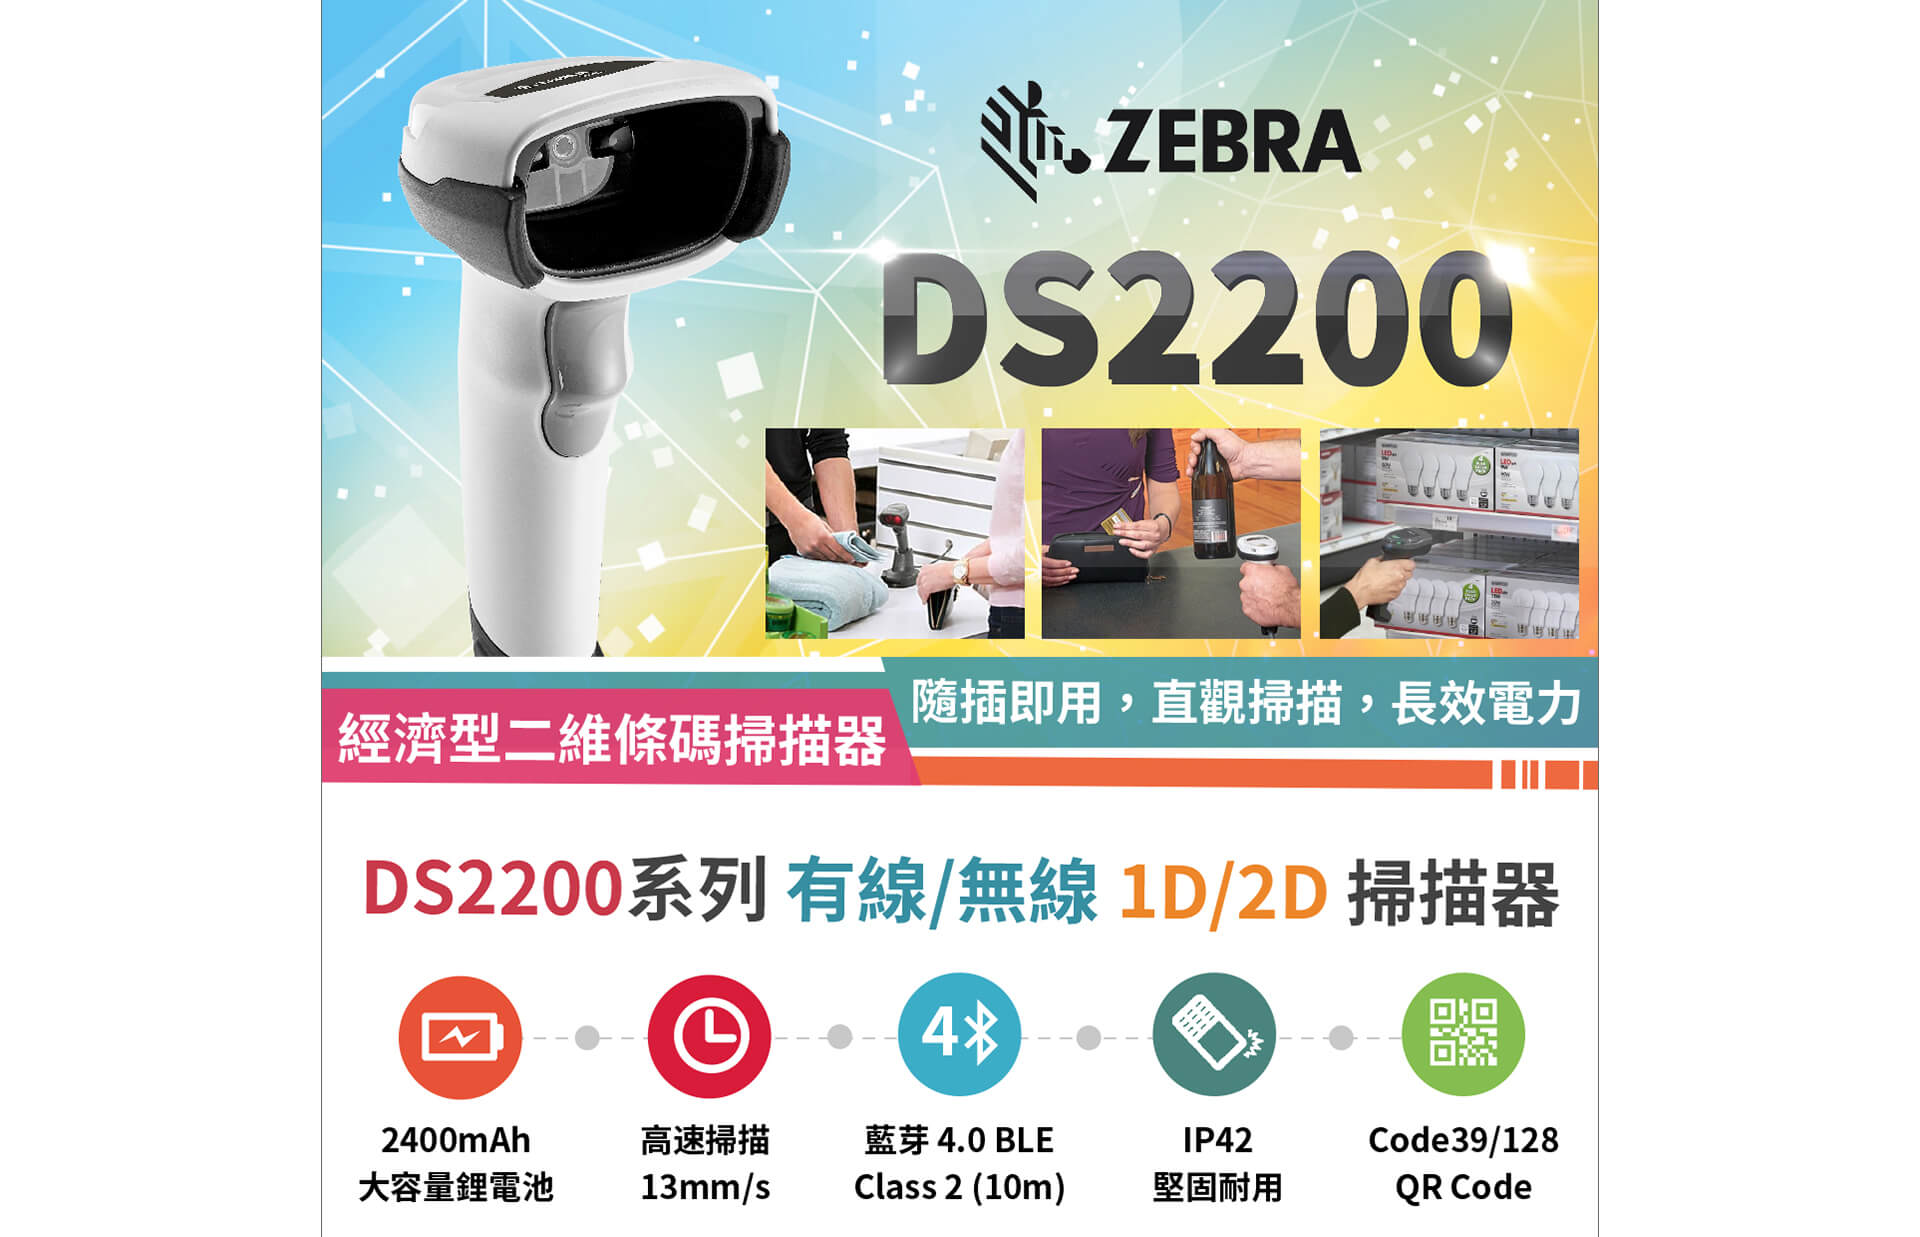 ZEBRA
DS2200
經濟型二維條碼掃描器
隨插即用，直觀掃描，長效電力
DS2200系列 有線/無線 1D/2D 掃描器
4
2400mAh
大容量鋰電池
高速掃描
13mm/s
藍芽 4.0 BLE
Class 2 (10m)
IP42
堅固耐用
Code39/128
QR Code